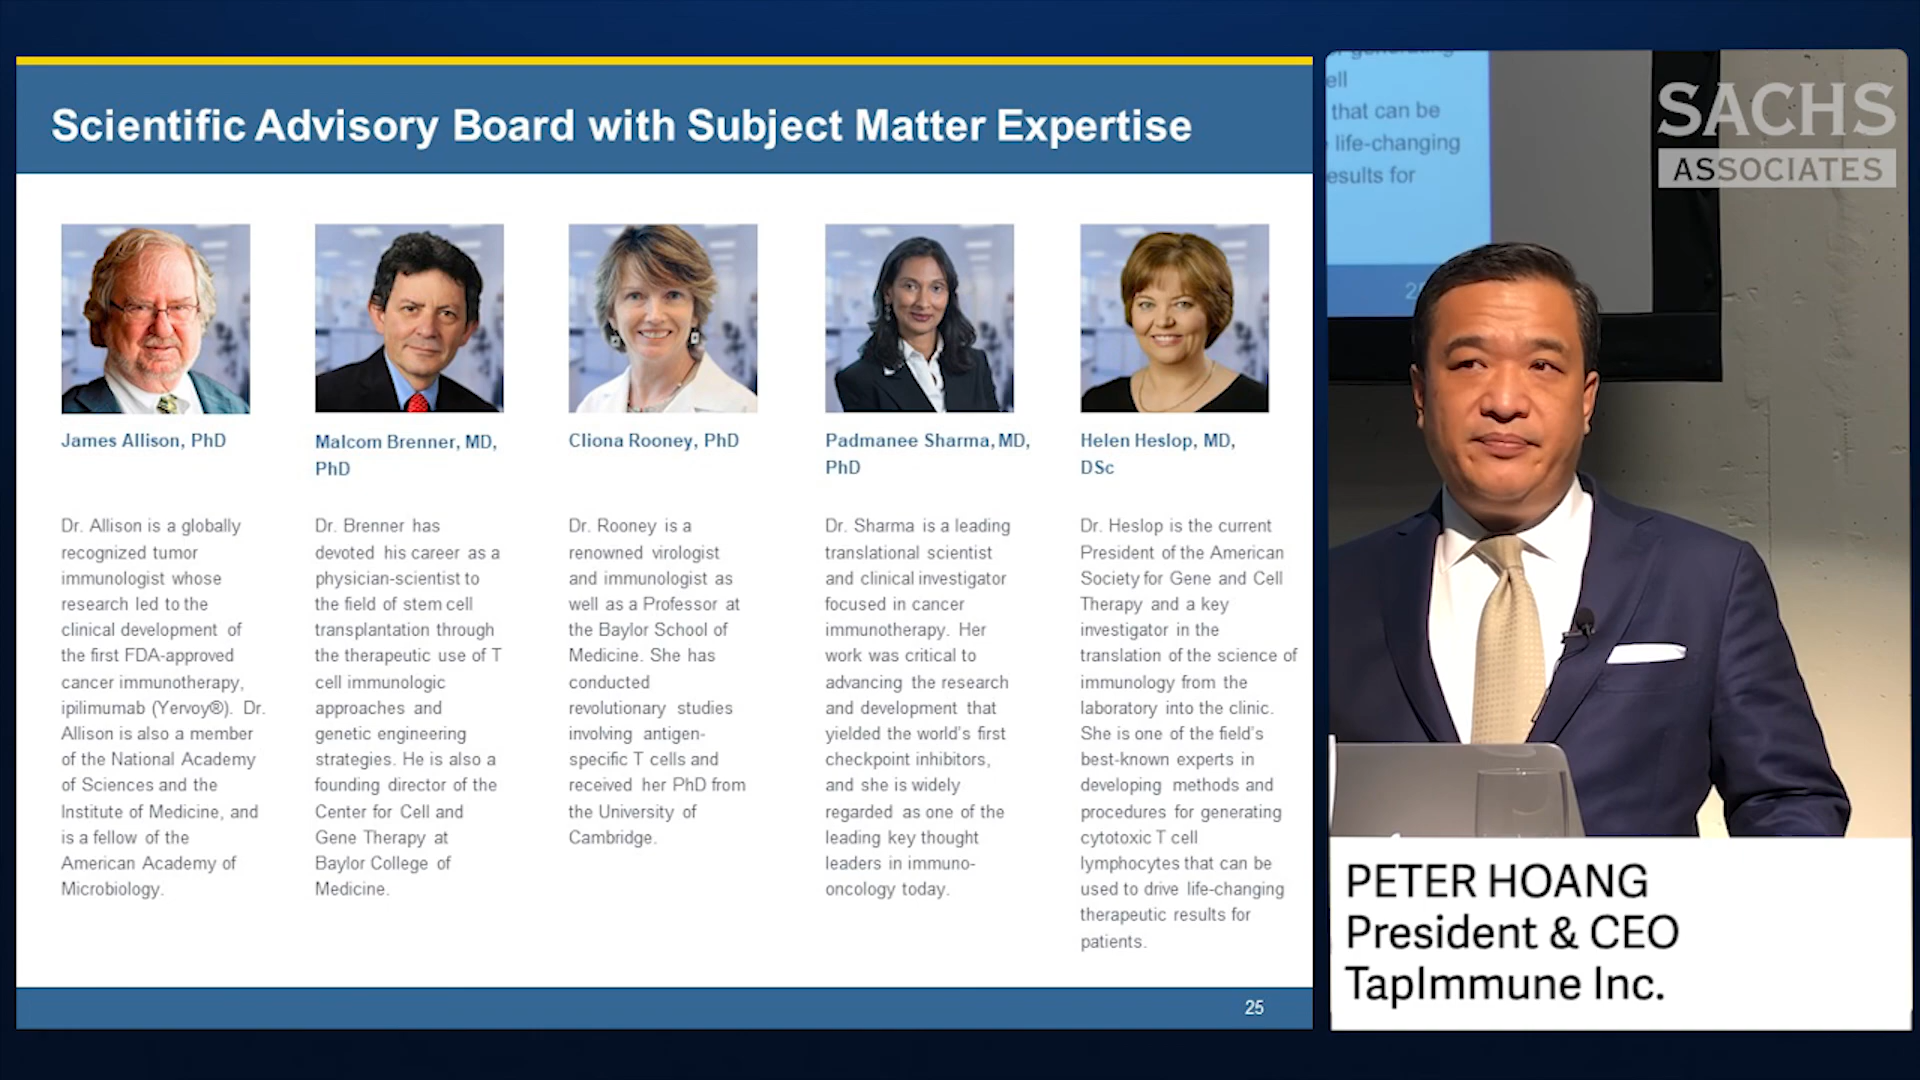 Scientific Advisory Board with Subject Matter Expertise
James Allison, PhD
Dr. Allison is a globally
recognized tumor
immunologist whose
research led to the
clinical development of
the first FDA-approved
cancer immunotherapy,
ipilimumab (Yervoy®). Dr.
Allison is also a member
of the National Academy
of Sciences and the
Institute of Medicine, and
is a fellow of the
American Academy of
Microbiology.
Malcom Brenner, MD,
PhD
Dr. Brenner has
devoted his career as a
physician-scientist to
the field of stem cell
transplantation through
the therapeutic use of T
cell immunologic
approaches and
genetic engineering
strategies. He is also a
founding director of the
Center for Cell and
Gene Therapy at
Baylor College of
Medicine.
Cliona Rooney, PhD
Dr. Rooney is a
renowned virologist
and immunologist as
well as a Professor at
the Baylor School of
Medicine. She has
conducted
revolutionary studies
involving antigen-
specific T cells and
received her PhD from
the University of
Cambridge.
Padmanee Sharma, MD,
PhD
Dr. Sharma is a leading
translational scientist
and clinical investigator
focused in cancer
immunotherapy. Her
work was critical to
advancing the research
and development that
yielded the world's first
checkpoint inhibitors,
and she is widely
regarded as one of the
leading key thought
leaders in immuno-
oncology today.
Helen Heslop, MD,
DSc
Dr. Heslop is the current
President of the American
Society for Gene and Cell
Therapy and a key
investigator in the
translation of the science of
immunology from the
laboratory into the clinic.
She is one of the field's
best-known experts in
developing methods and
procedures for generating
cytotoxic T cell
lymphocytes that can be
used to drive life-changing
therapeutic results for
patients.
25
ell
that can be
life-changing
esults for
SACHS
ASSOCIATES
PETER HOANG
President & CEO
TapImmune Inc.